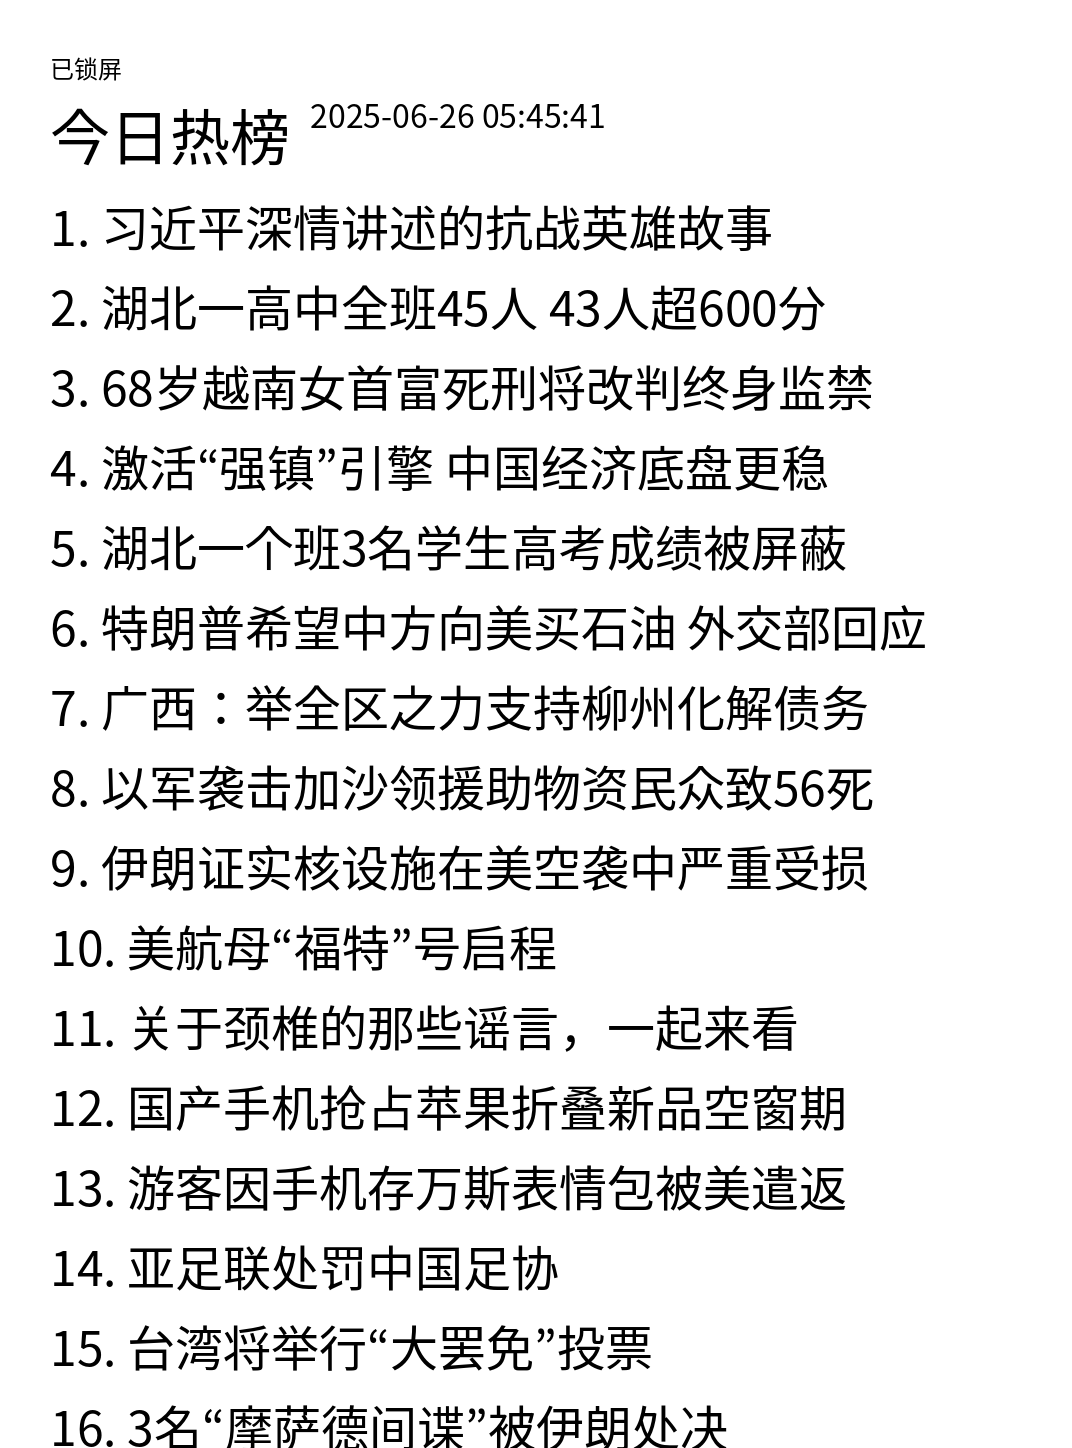 已锁屏
今日热榜 2025-06-26 05:45:41
1. 习近平深情讲述的抗战英雄故事
2. 湖北一高中全班45人 43人超600分
3. 68岁越南女首富死刑将改判终身监禁
4. 激活“强镇”引擎 中国经济底盘更稳
5. 湖北一个班3名学生高考成绩被屏蔽
6. 特朗普希望中方向美买石油 外交部回应
7. 广西：举全区之力支持柳州化解债务
8. 以军袭击加沙领援助物资民众致56死
9. 伊朗证实核设施在美空袭中严重受损
10. 美航母“福特”号启程
11. 关于颈椎的那些谣言，一起来看
12. 国产手机抢占苹果折叠新品空窗期
13. 游客因手机存万斯表情包被美遣返
14. 亚足联处罚中国足协
15. 台湾将举行“大罢免”投票
16. 3名“摩萨德间谍”被伊朗处决